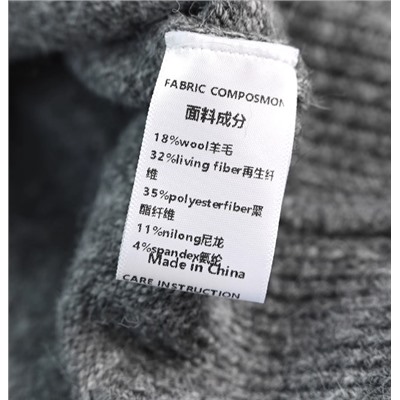 FABRIC COMPOSMON
面料成分
18%wool羊毛
32%living fiber再生纤
维
35%polyesterfiber聚
酯纤维
11%nilong尼龙
4%spandex氨纶
Made in China
CARE INSTRUCTION